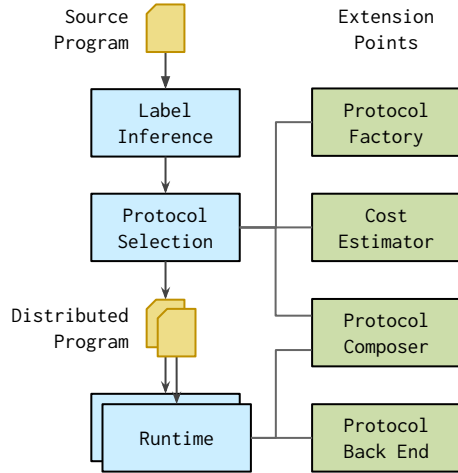 Source
Program
Extension
Points
Label
Inference
Protocol
Factory
Protocol
Selection
Cost
Estimator
Distributed
Program
Protocol
Composer
Runtime
Protocol
Back End